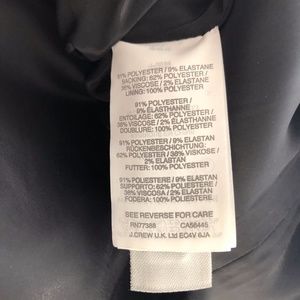 91% POLYESTER / 9% ELASTANE
BACKING: 62% POLYESTER /
36% VISCOSE / 2% ELASTANE
LINING: 100% POLYESTER
91% POLYESTER /
9% ÉLASTHANNE
ENTOILAGE: 62% POLYESTER /
36% VISCOSE / 2% ELASTHANNE
DOUBLURE: 100% POLYESTER
91% POLYESTER / 9% ELASTAN
RÜCKENBESCHICHTUNG:
62% POLYESTER / 36% VISKOSE /
2% ELASTAN
FUTTER: 100% POLYESTER
91% POLIESTERE / 9% ELASTAN
SUPPORTO: 62% POLIESTERE /
36% VISCOSA / 2% ELASTAN
FODERA: 100% POLIESTERE
SEE REVERSE FOR CARE
RN77388 CA56445
J.CREW U.K. Ltd EC4V 6JA